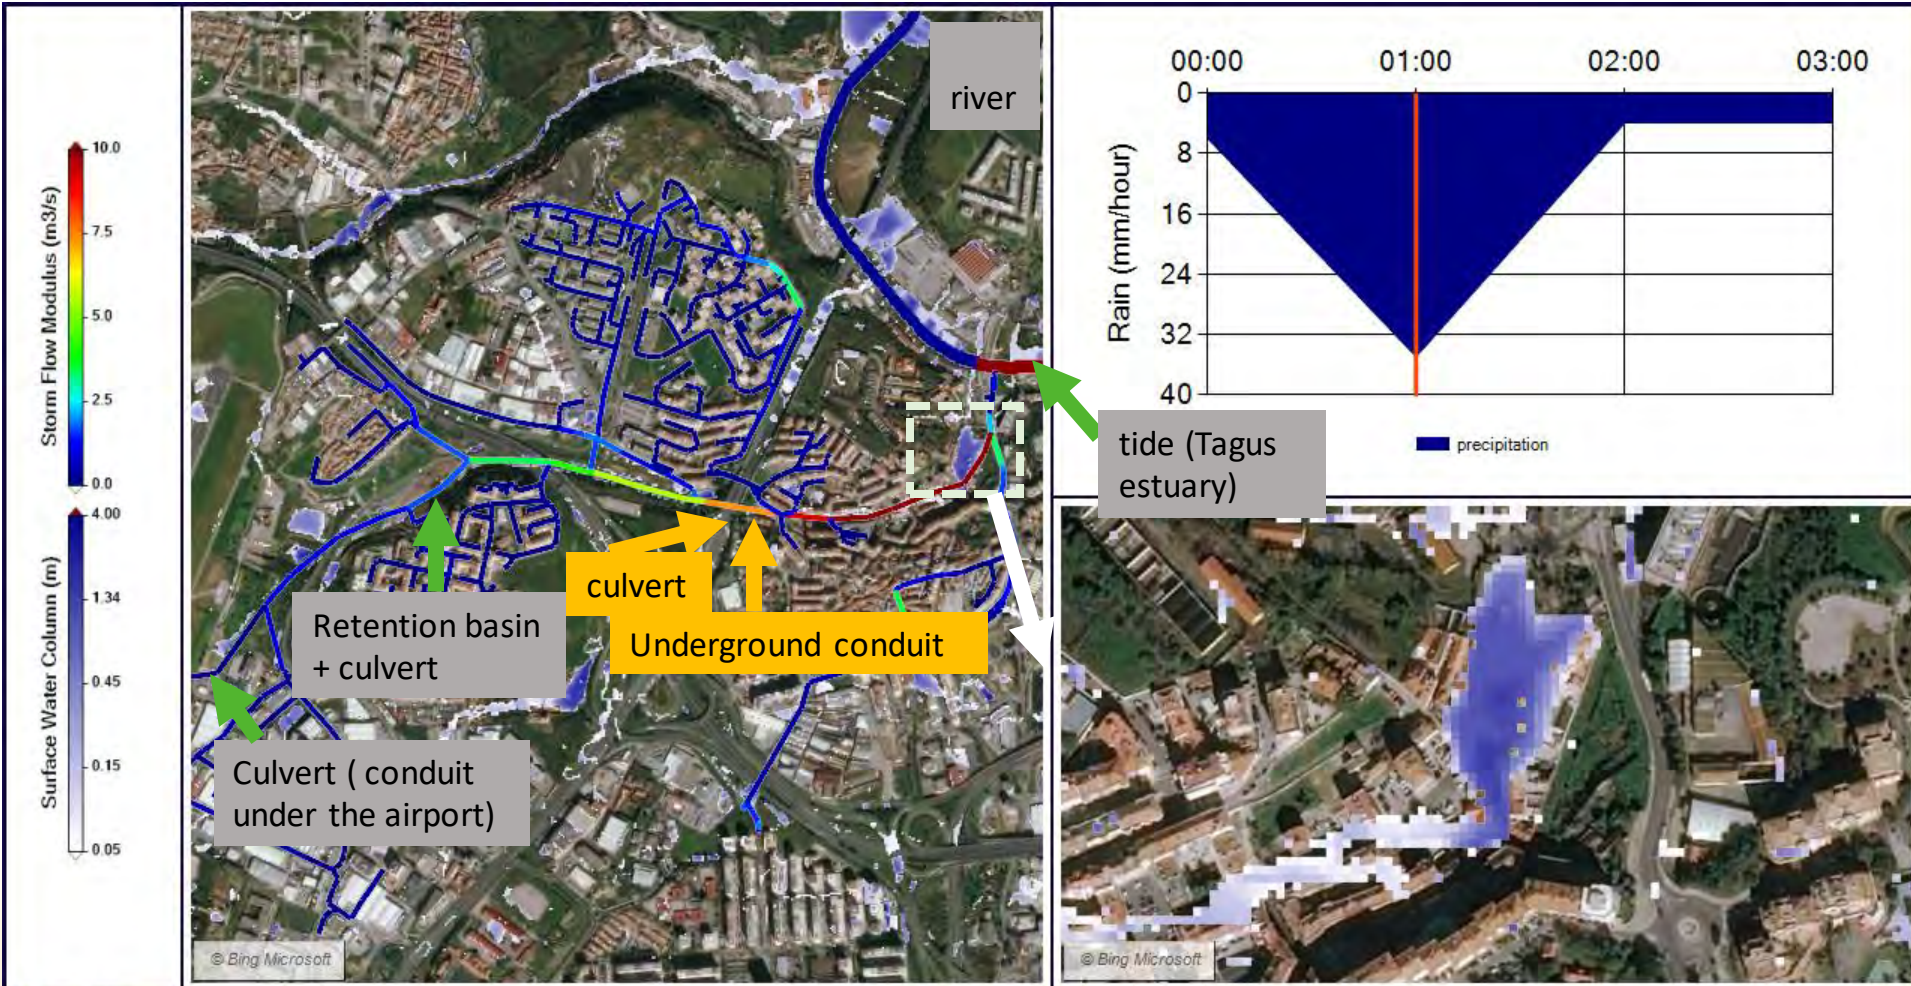 Storm Flow Modulus (m3/s)
10.0
7.5
5.0
2.5
0.0
Surface Water Column (m)
4.00
1.34
0.45
0.15
0.05
river
culvert
Underground conduit
Retention basin
+ culvert
Culvert ( conduit
under the airport)
© Bing Microsoft
tide (Tagus
estuary)
00:00 01:00 02:00 03:00
Rain (mm/hour)
0
8
16
24
32
40
precipitation
© Bing Microsoft